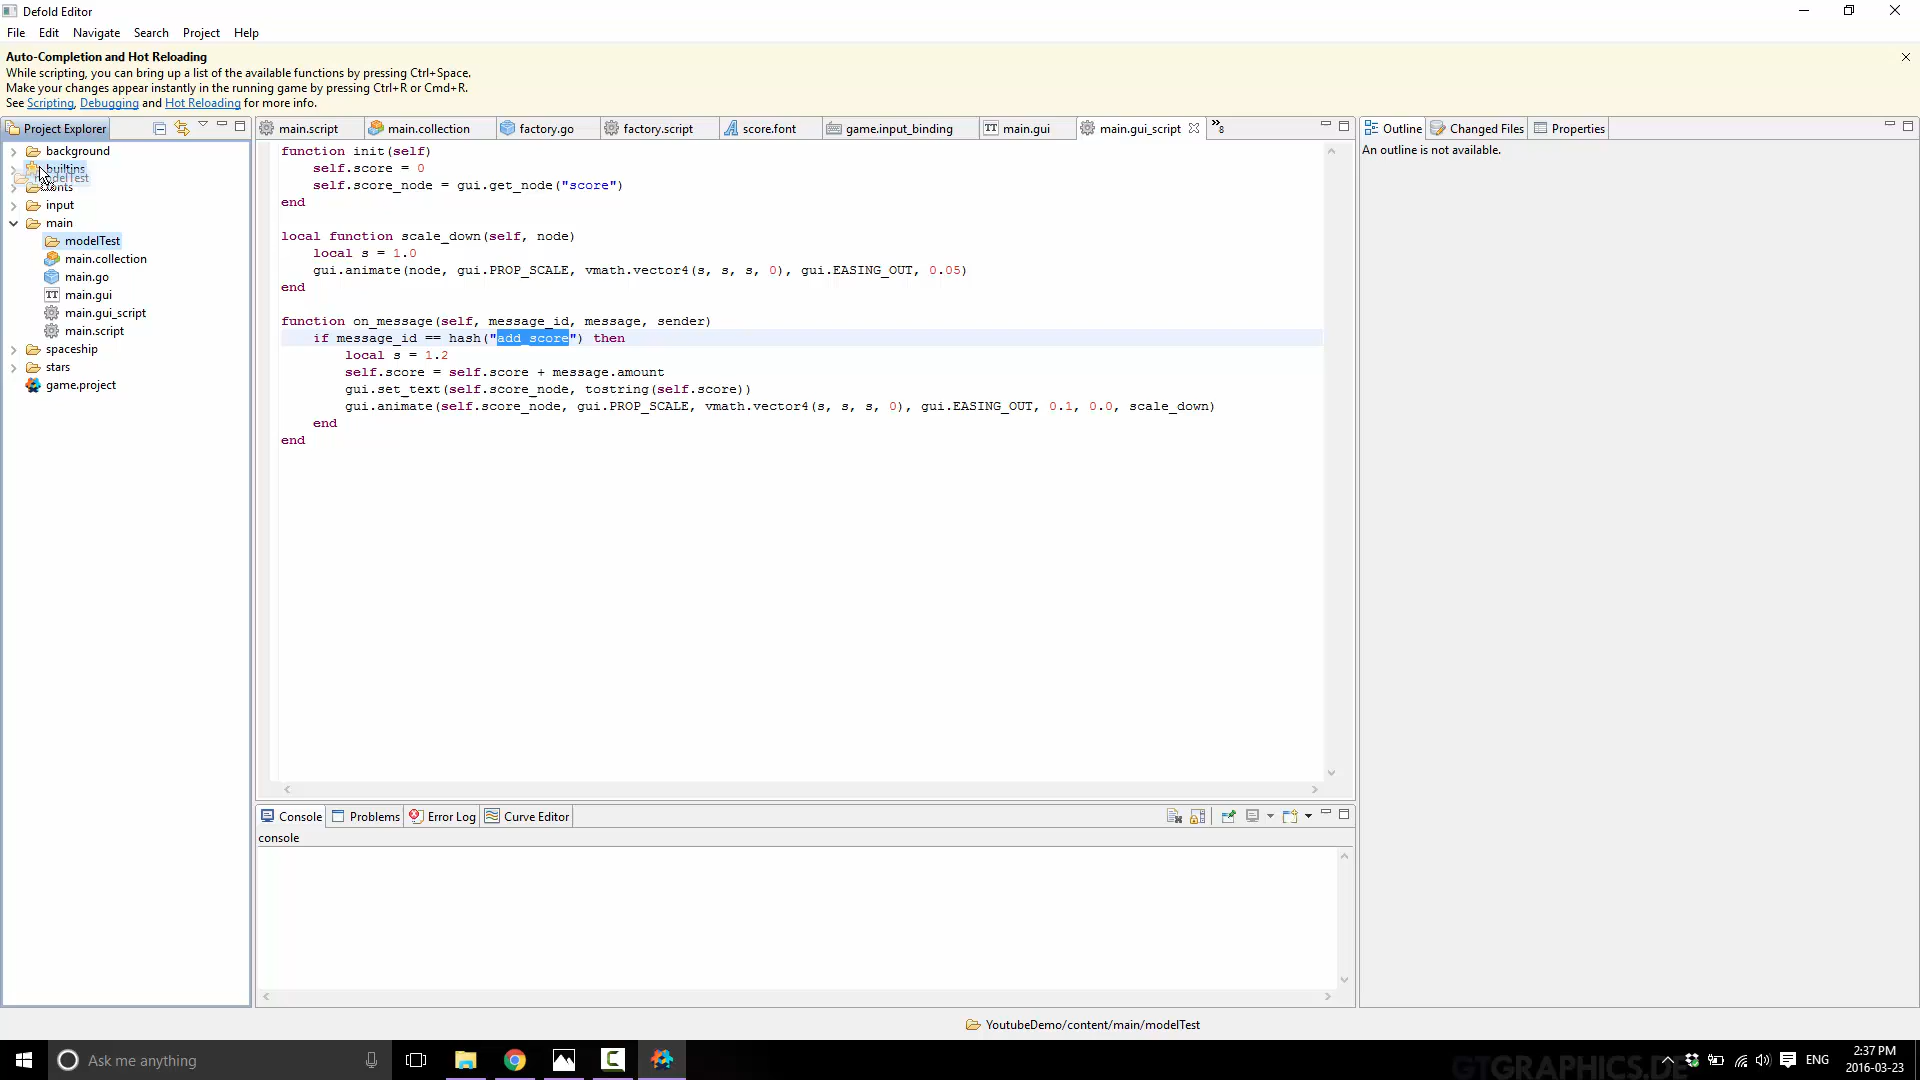 Defold Editor
File Edit Navigate Search Project Help
Auto-Completion and Hot Reloading
While scripting, you can bring up a list of the available functions by pressing Ctrl+Space.
Make your changes appear instantly in the running game by pressing Ctrl+R or Cmd+R.
See Scripting, Debugging and Hot Reloading for more info.
Project Explorer
background
builtins
modelTest
fonts
input
main
modelTest
main.collection
main.go
main.gui
main.gui_script
main.script
spaceship
stars
game.project
main.script main.collection factory.go factory.script score.font game.input_binding main.gui main.gui_script »8
function init(self)
    self.score = 0
    self.score_node = gui.get_node("score")
end
local function scale_down(self, node)
    local s = 1.0
    gui.animate(node, gui.PROP_SCALE, vmath.vector4(s, s, s, 0), gui.EASING_OUT, 0.05)
end
function on_message(self, message_id, message, sender)
    if message_id == hash("add_score") then
        local s = 1.2
        self.score = self.score + message.amount
        gui.set_text(self.score_node, tostring(self.score))
        gui.animate(self.score_node, gui.PROP_SCALE, vmath.vector4(s, s, s, 0), gui.EASING_OUT, 0.1, 0.0, scale_down)
    end
end
Outline Changed Files Properties
An outline is not available.
Console Problems Error Log Curve Editor
console
YoutubeDemo/content/main/modelTest
Ask me anything
GTGRAPHICS.DE
ENG
2:37 PM
2016-03-23